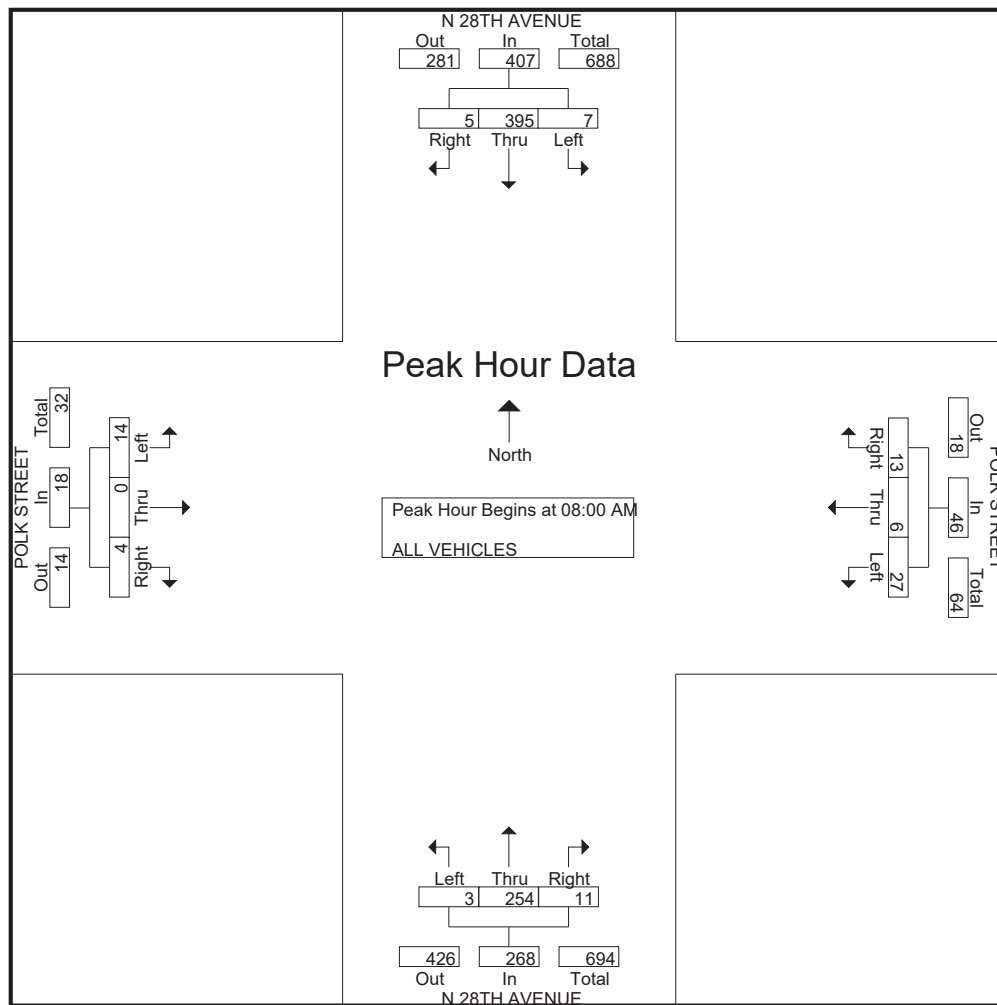 N 28TH AVENUE
Out In Total
281 407 688
5 395 7
Right Thru Left
Peak Hour Data
North
Peak Hour Begins at 08:00 AM
ALL VEHICLES
POLK STREET
Total In Out
32 18 14
14 0 4
Left Thru Right
POLK STREET
Out In Total
18 46 64
Right Thru Left
13 6 27
Left Thru Right
3 254 11
426 268 694
Out In Total
N 28TH AVENUE